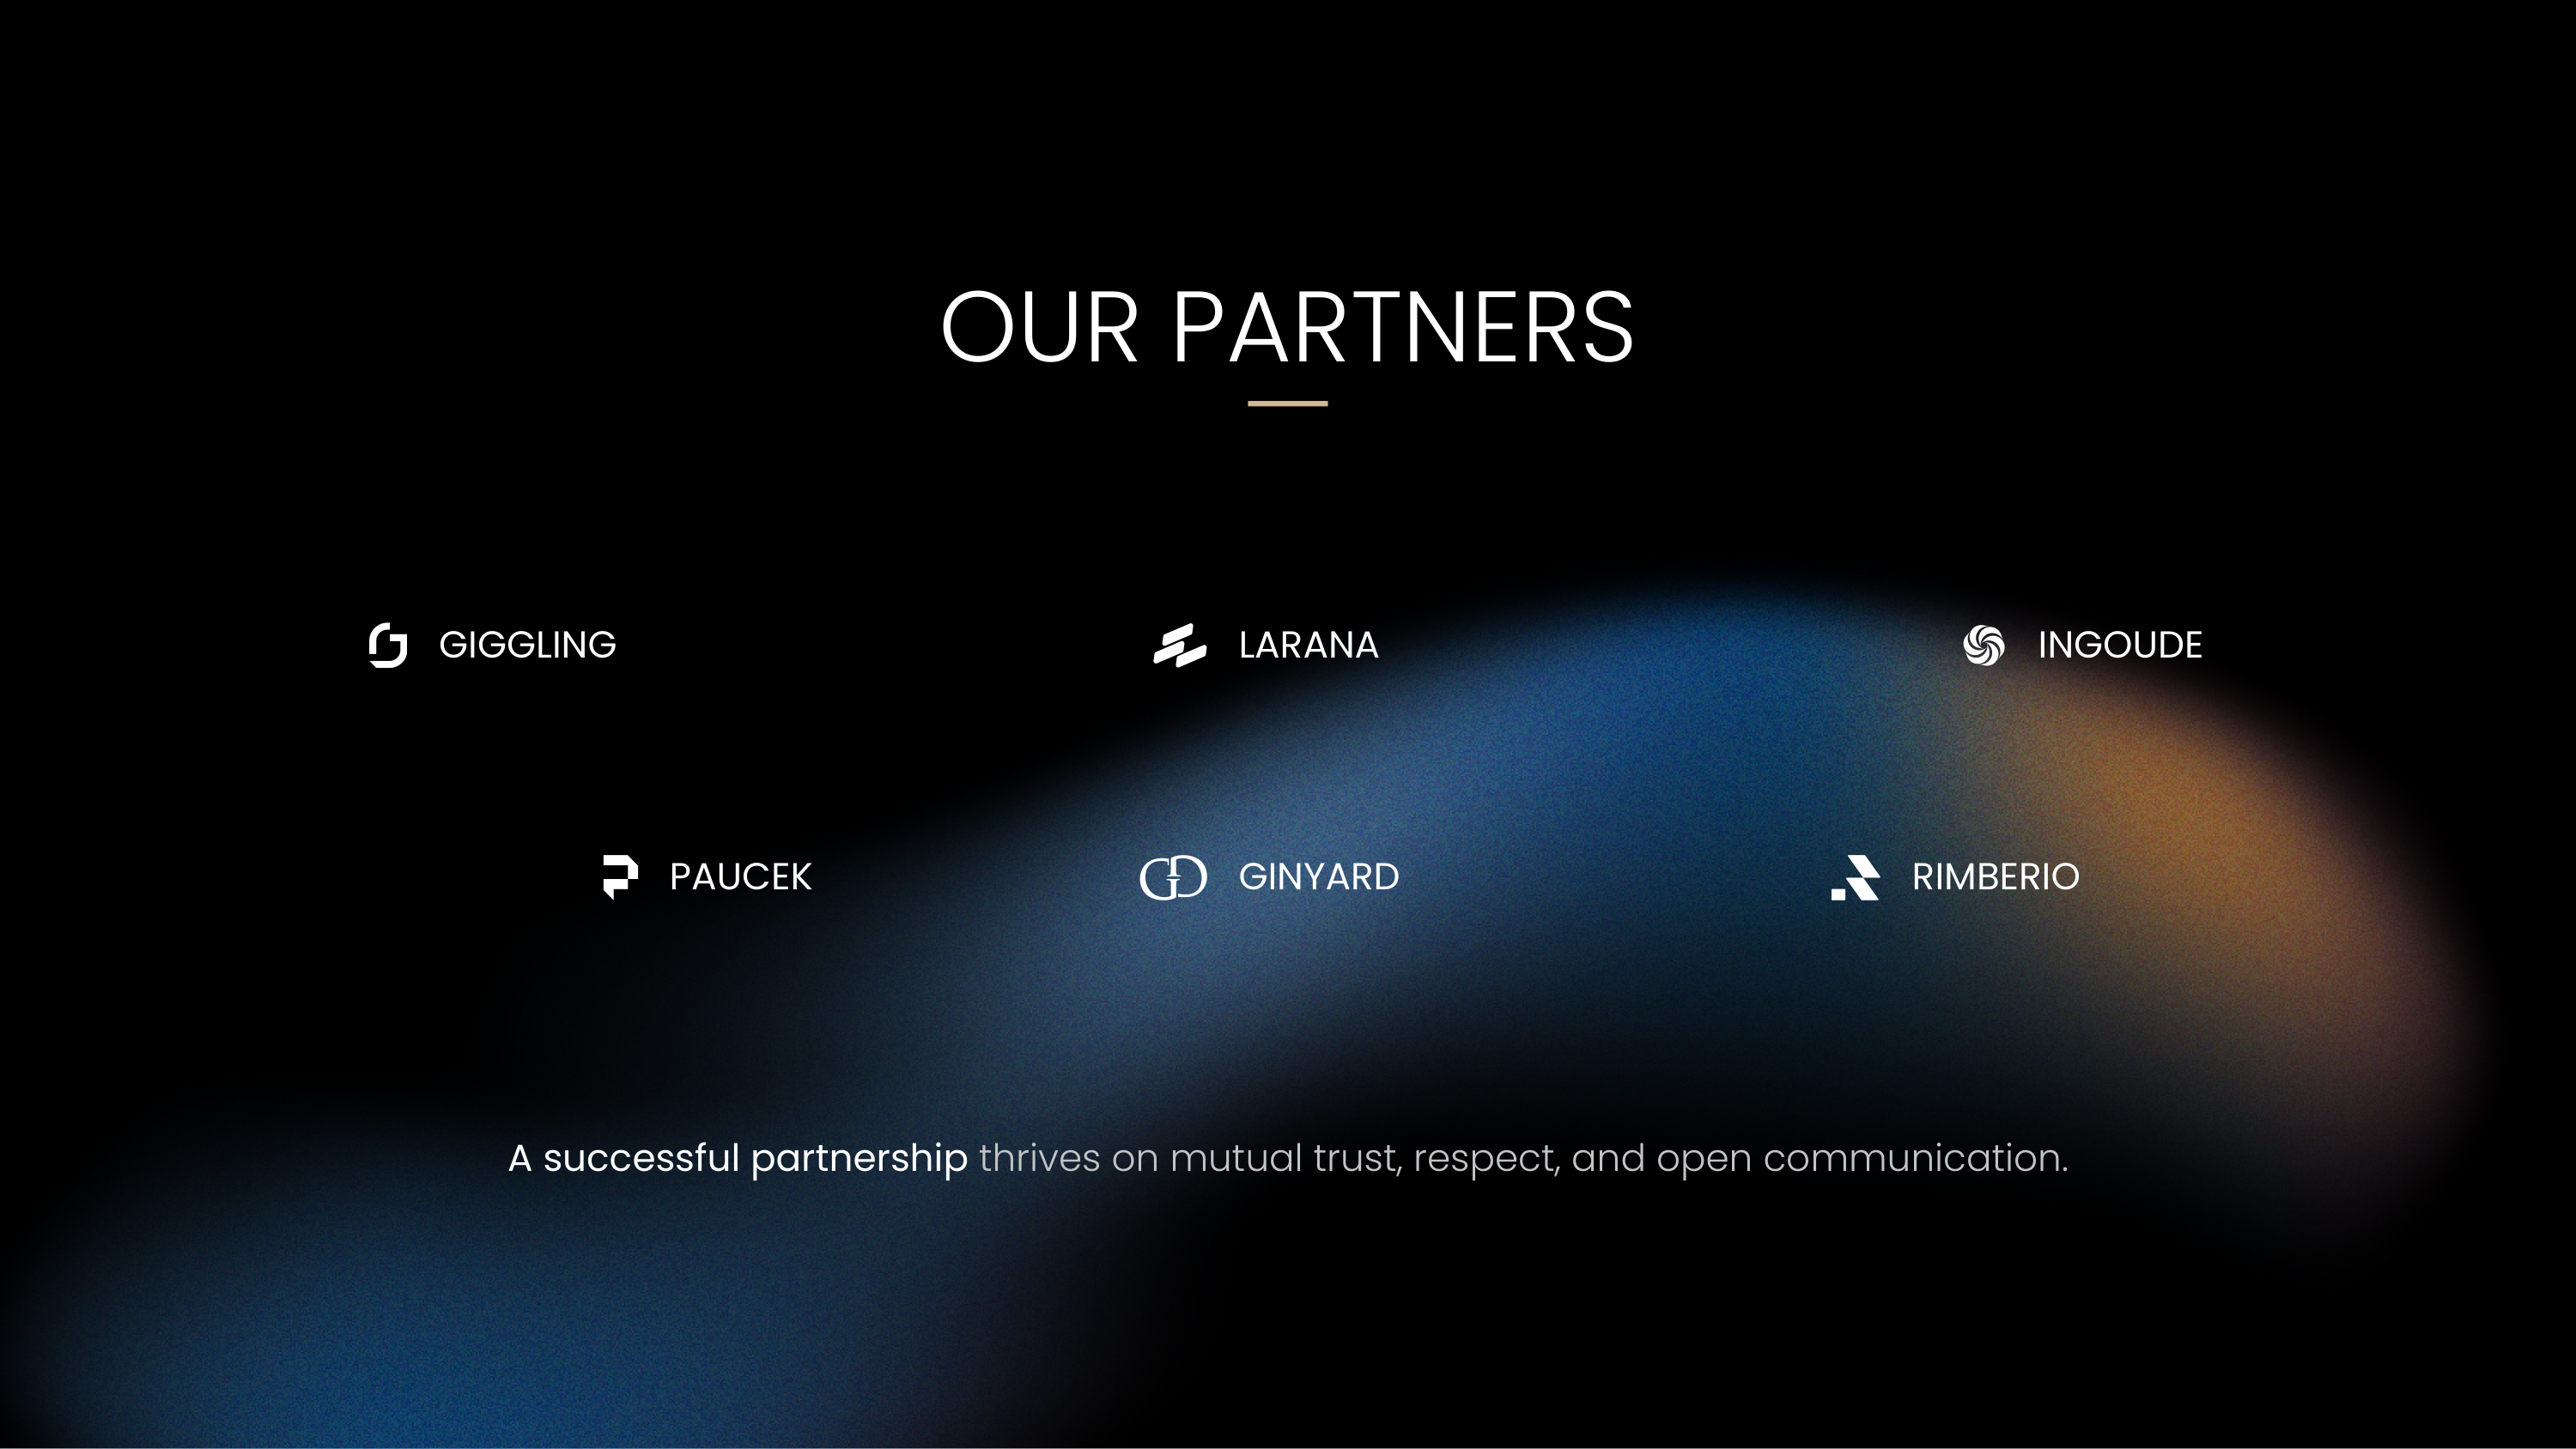 OUR PARTNERS
GIGGLING
LARANA
INGOUDE
PAUCEK
GINYARD
RIMBERIO
A successful partnership thrives on mutual trust, respect, and open communication.